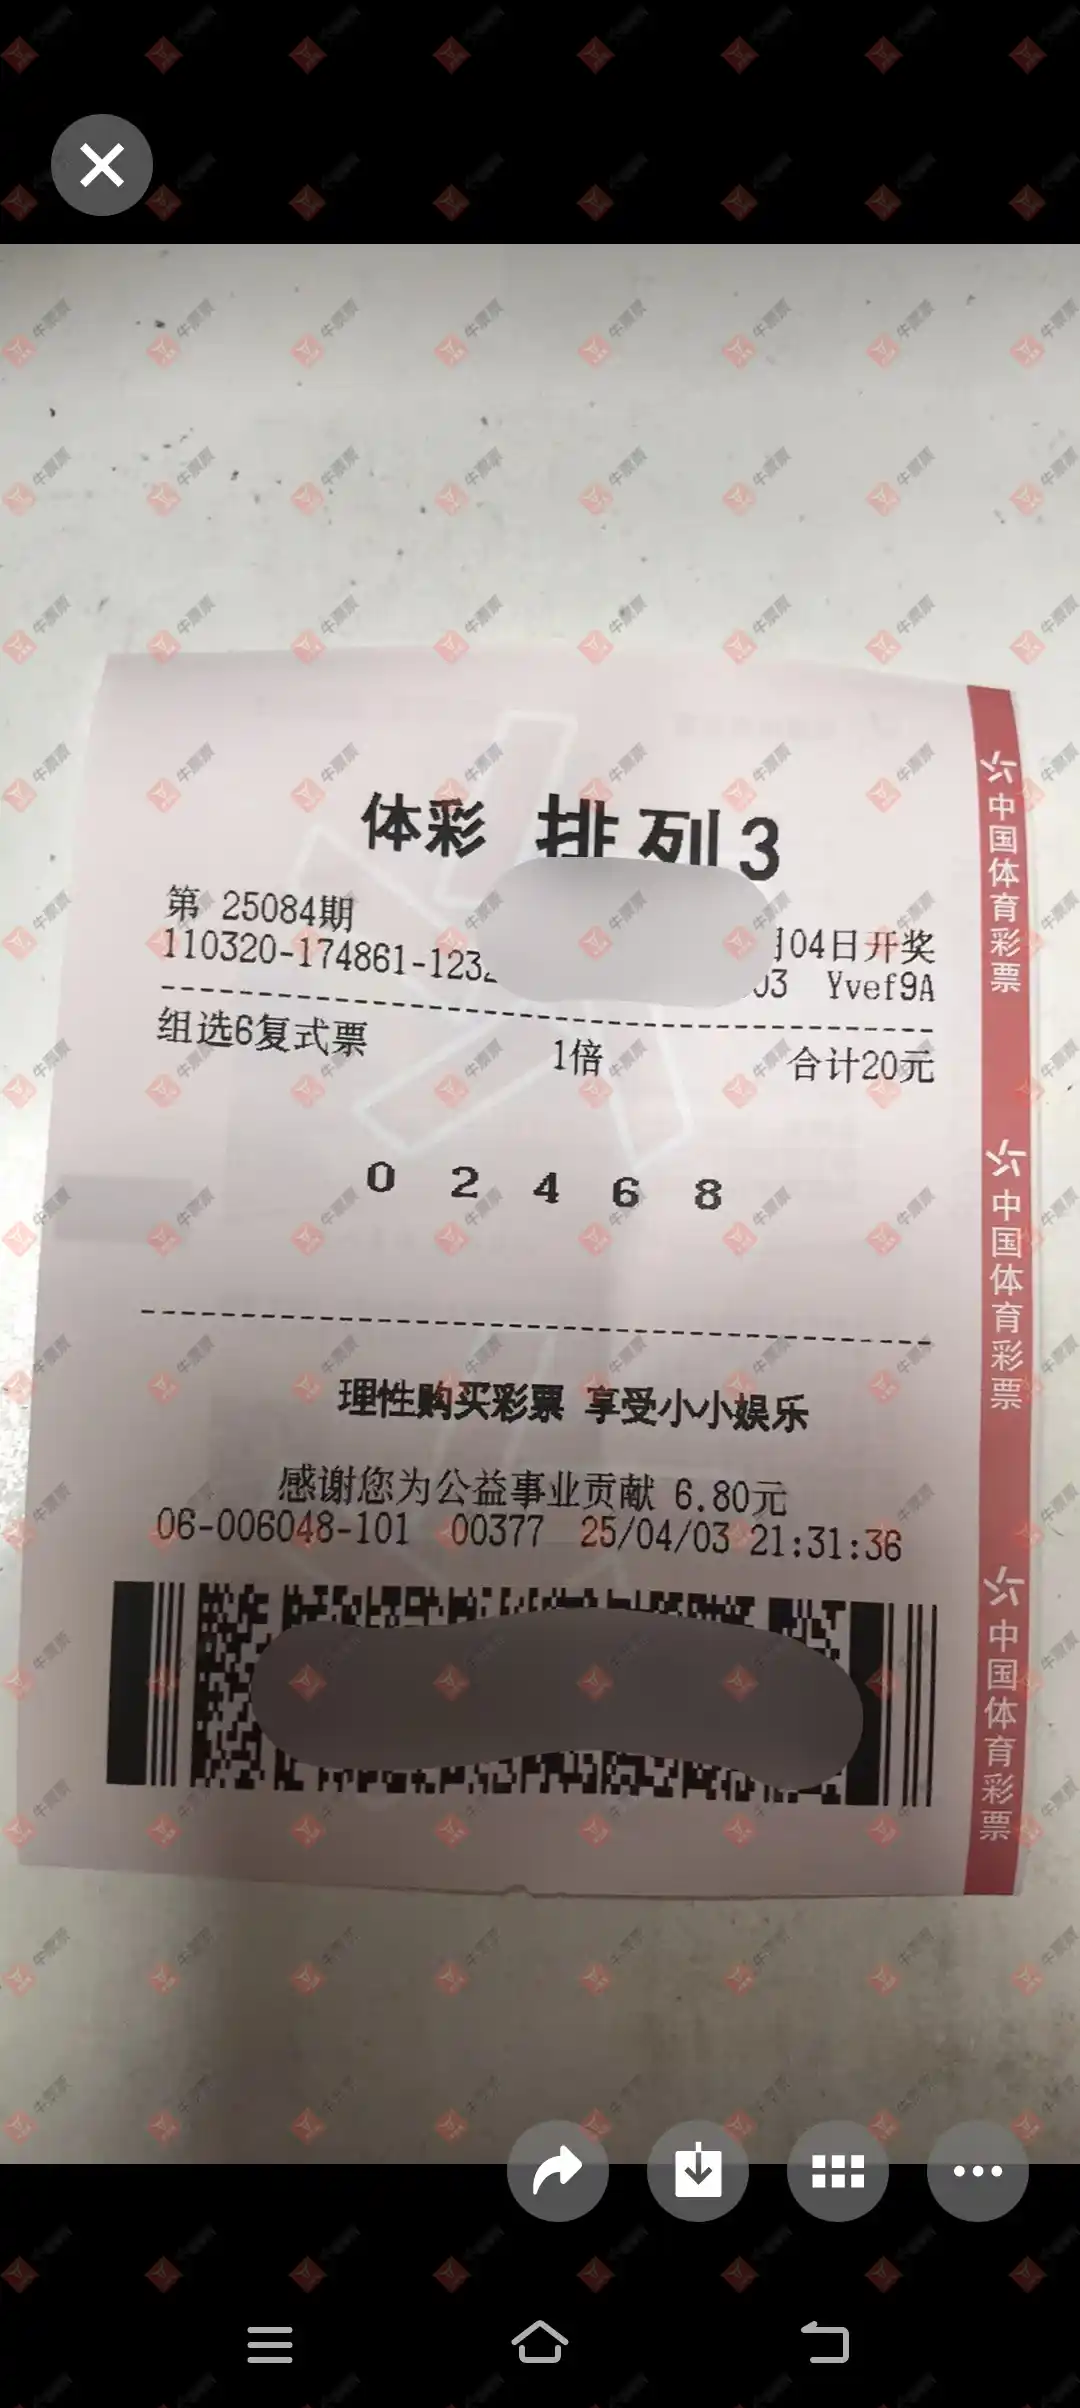 体彩 排列3
第 25084期
04日开奖
110320-174861-123
03 Yvef9A
组选6复式票 1倍 合计20元
0 2 4 6 8
理性购买彩票 享受小小娱乐
感谢您为公益事业贡献 6.80元
06-006048-101 00377 25/04/03 21:31:36
中国体育彩票
中国体育彩票
中国体育彩票
牛票票